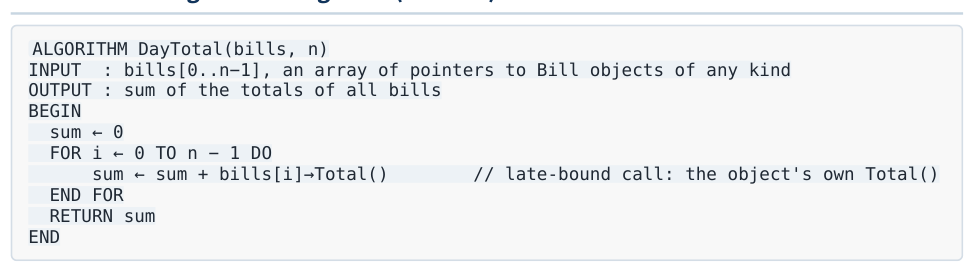 ALGORITHM DayTotal(bills, n)
INPUT  : bills[0..n−1], an array of pointers to Bill objects of any kind
OUTPUT : sum of the totals of all bills
BEGIN
  sum ← 0
  FOR i ← 0 TO n − 1 DO
      sum ← sum + bills[i]→Total()        // late-bound call: the object's own Total()
  END FOR
  RETURN sum
END